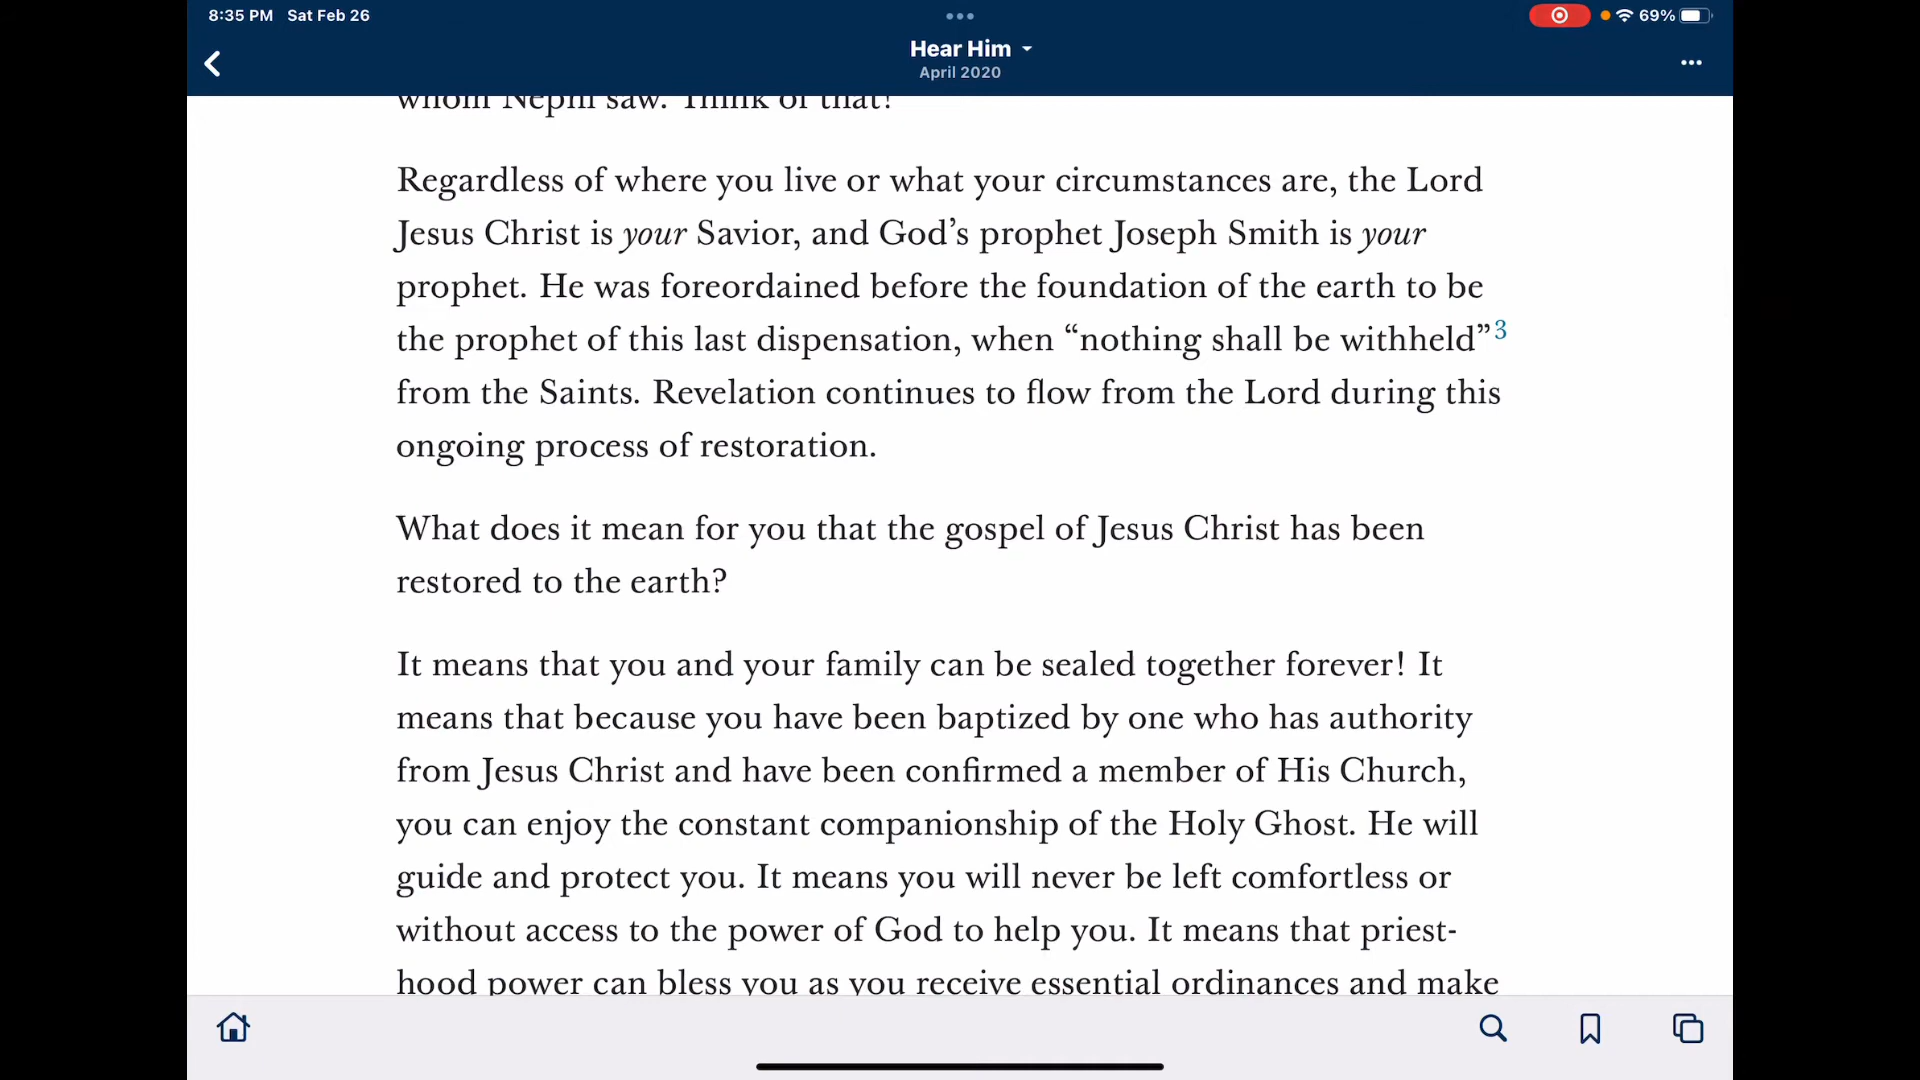 8:35 PM Sat Feb 26
69%
Hear Him
April 2020
whom Nephi saw. Think of that!
Regardless of where you live or what your circumstances are, the Lord
Jesus Christ is your Savior, and God’s prophet Joseph Smith is your
prophet. He was foreordained before the foundation of the earth to be
the prophet of this last dispensation, when “nothing shall be withheld”3
from the Saints. Revelation continues to flow from the Lord during this
ongoing process of restoration.
What does it mean for you that the gospel of Jesus Christ has been
restored to the earth?
It means that you and your family can be sealed together forever! It
means that because you have been baptized by one who has authority
from Jesus Christ and have been confirmed a member of His Church,
you can enjoy the constant companionship of the Holy Ghost. He will
guide and protect you. It means you will never be left comfortless or
without access to the power of God to help you. It means that priest-
hood power can bless you as you receive essential ordinances and make